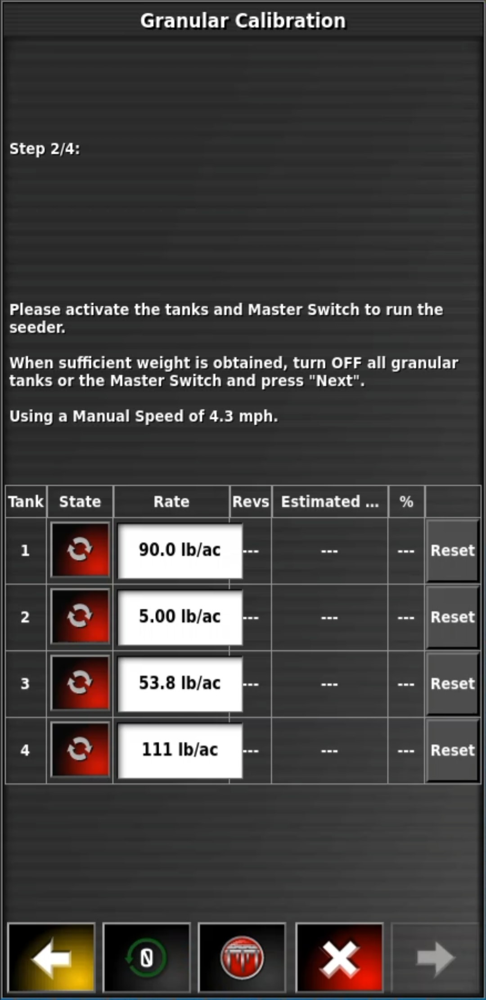 Granular Calibration
Step 2/4:
Please activate the tanks and Master Switch to run the
seeder.
When sufficient weight is obtained, turn OFF all granular
tanks or the Master Switch and press "Next".
Using a Manual Speed of 4.3 mph.
Tank State Rate Revs Estimated ... %
1 90.0 lb/ac --- --- --- Reset
2 5.00 lb/ac --- --- --- Reset
3 53.8 lb/ac --- --- --- Reset
4 111 lb/ac --- --- --- Reset
0